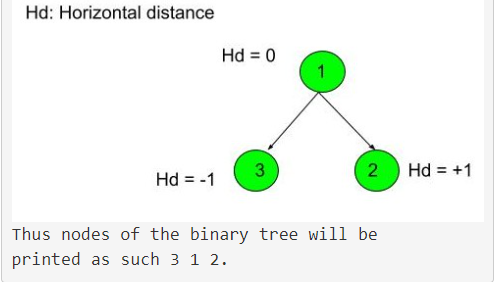 Hd: Horizontal distance
Hd = 0
1
Hd = -1
3
2
Hd = +1
Thus nodes of the binary tree will be
printed as such 3 1 2.